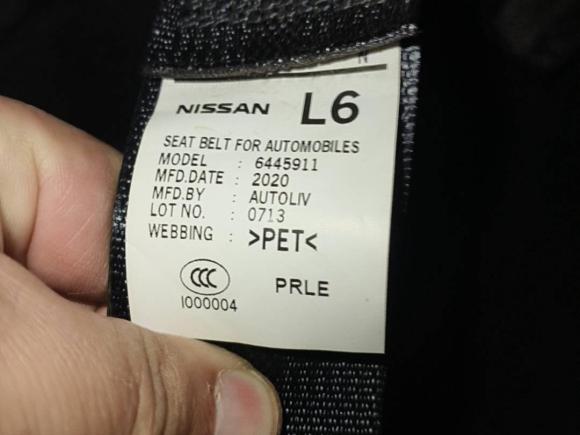 N
NISSAN L6
SEAT BELT FOR AUTOMOBILES
MODEL : 6445911
MFD.DATE : 2020
MFD.BY : AUTOLIV
LOT NO. : 0713
WEBBING : >PET<
CCC PRLE
I000004